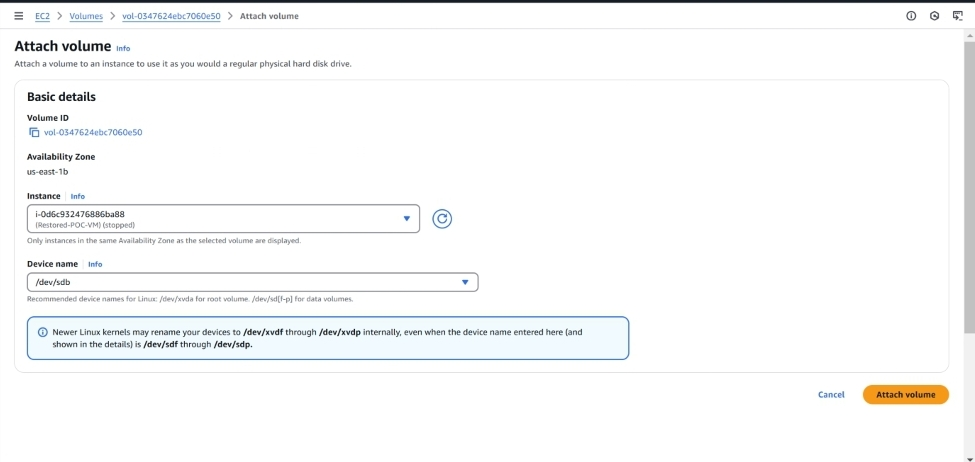 EC2 > Volumes > vol-0347624ebc7060e50 > Attach volume
Attach volume Info
Attach a volume to an instance to use it as you would a regular physical hard disk drive.
Basic details
Volume ID
vol-0347624ebc7060e50
Availability Zone
us-east-1b
Instance | Info
i-0d6c932476886ba88
(Restored-POC-VM) (stopped)
Only instances in the same Availability Zone as the selected volume are displayed.
Device name | Info
/dev/sdb
Recommended device names for Linux: /dev/xvda for root volume. /dev/sd[f-p] for data volumes.
Newer Linux kernels may rename your devices to /dev/xvdf through /dev/xvdp internally, even when the device name entered here (and
shown in the details) is /dev/sdf through /dev/sdp.
Cancel Attach volume